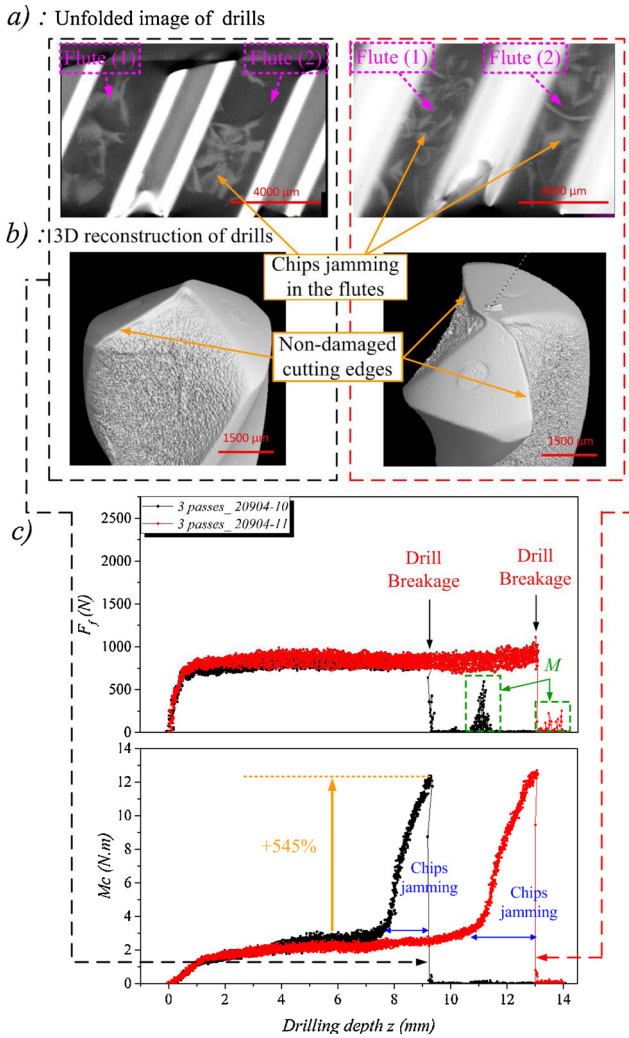 a) : Unfolded image of drills
Flute (1)
Flute (2)
Flute (1)
Flute (2)
4000 µm
4000 µm
b) : 3D reconstruction of drills
Chips jamming
in the flutes
Non-damaged
cutting edges
1500 µm
1500 µm
c)
3 passes_ 20904-10
3 passes_ 20904-11
2500
2000
1500
1000
500
0
Ff (N)
Drill
Breakage
Drill
Breakage
M
14
12
10
8
6
4
2
0
Mc (N.m)
+545%
Chips
jamming
Chips
jamming
0 2 4 6 8 10 12 14
Drilling depth z (mm)